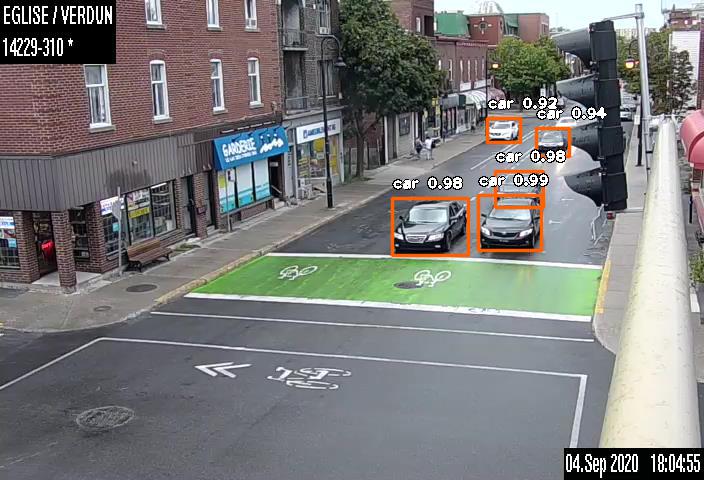 EGLISE / VERDUN
14229-310 *
car 0.92
car 0.94
car 0.98
car 0.98
car 0.99
GARDERIE
04.Sep 2020 18:04:55